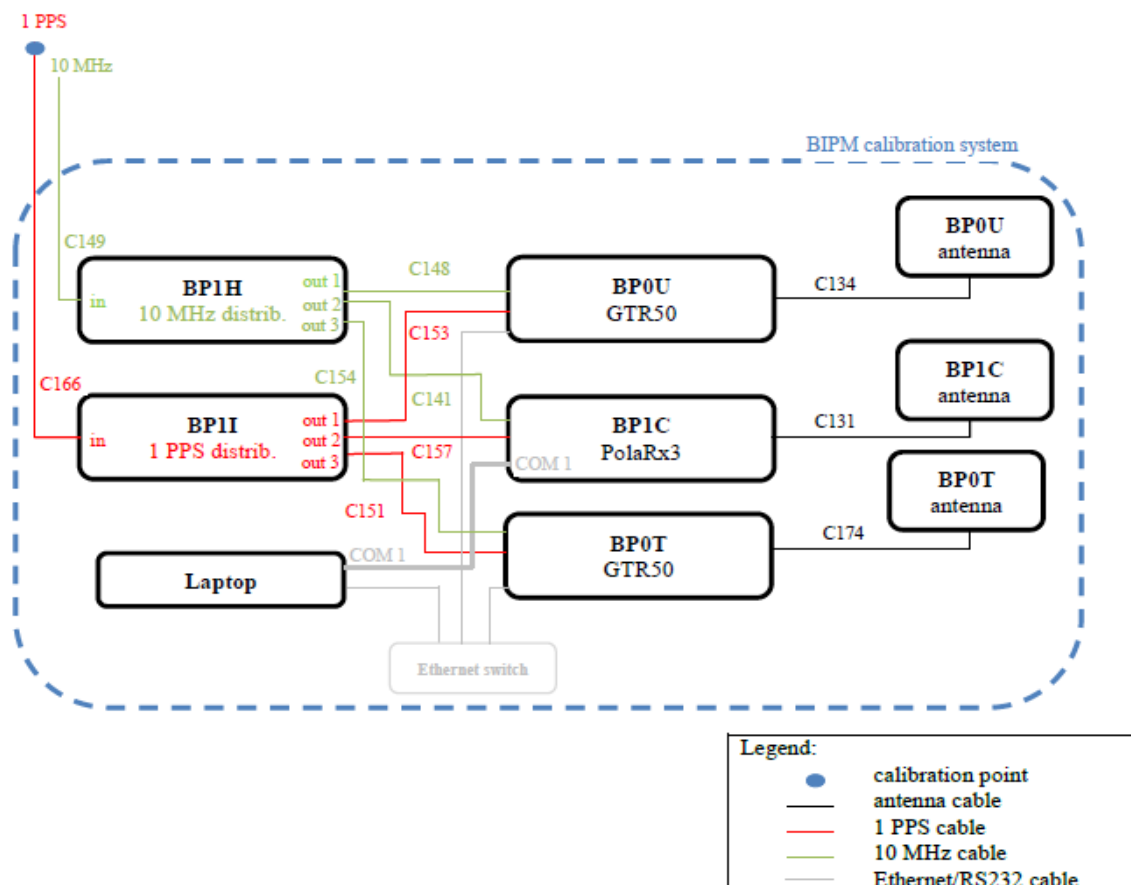 1 PPS
10 MHz
BIPM calibration system
BP0U
antenna
C149
C148
C134
BP1H
10 MHz distrib.
in
out 1
out 2
out 3
BP0U
GTR50
C153
BP1C
antenna
C166
C154
C141
C131
BP1I
1 PPS distrib.
in
out 1
out 2
out 3
BP1C
PolaRx3
COM 1
C157
BP0T
antenna
C151
C174
COM 1
Laptop
BP0T
GTR50
Ethernet switch
Legend:
calibration point
antenna cable
1 PPS cable
10 MHz cable
Ethernet/RS232 cable